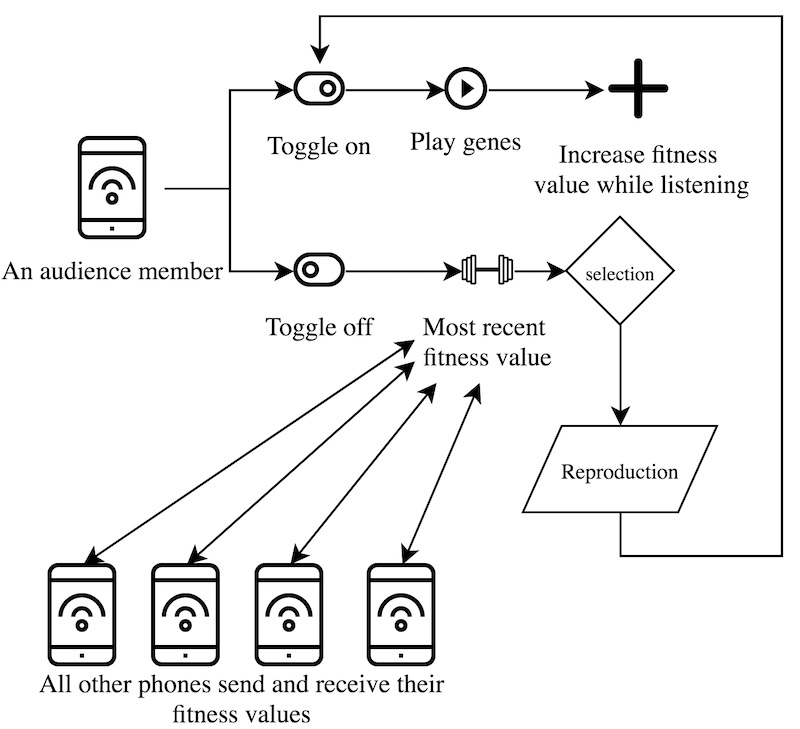 Toggle on
Play genes
Increase fitness
value while listening
An audience member
selection
Toggle off
Most recent
fitness value
Reproduction
All other phones send and receive their
fitness values